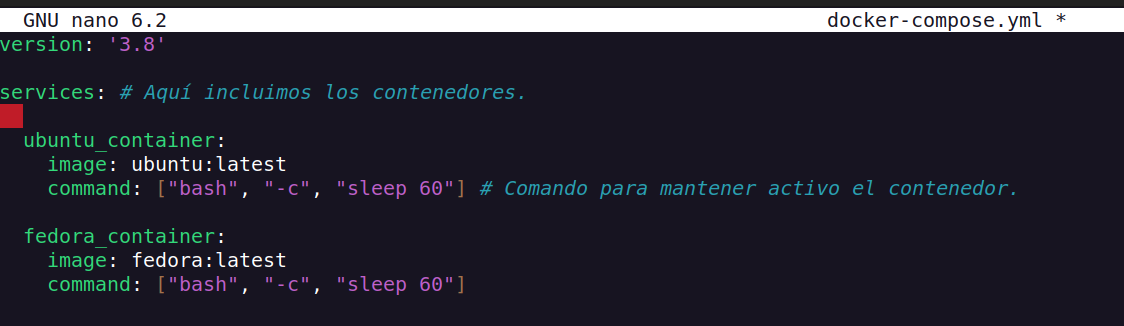 GNU nano 6.2 docker-compose.yml *
version: '3.8'
services: # Aquí incluimos los contenedores.
ubuntu_container:
image: ubuntu:latest
command: ["bash", "-c", "sleep 60"] # Comando para mantener activo el contenedor.
fedora_container:
image: fedora:latest
command: ["bash", "-c", "sleep 60"]